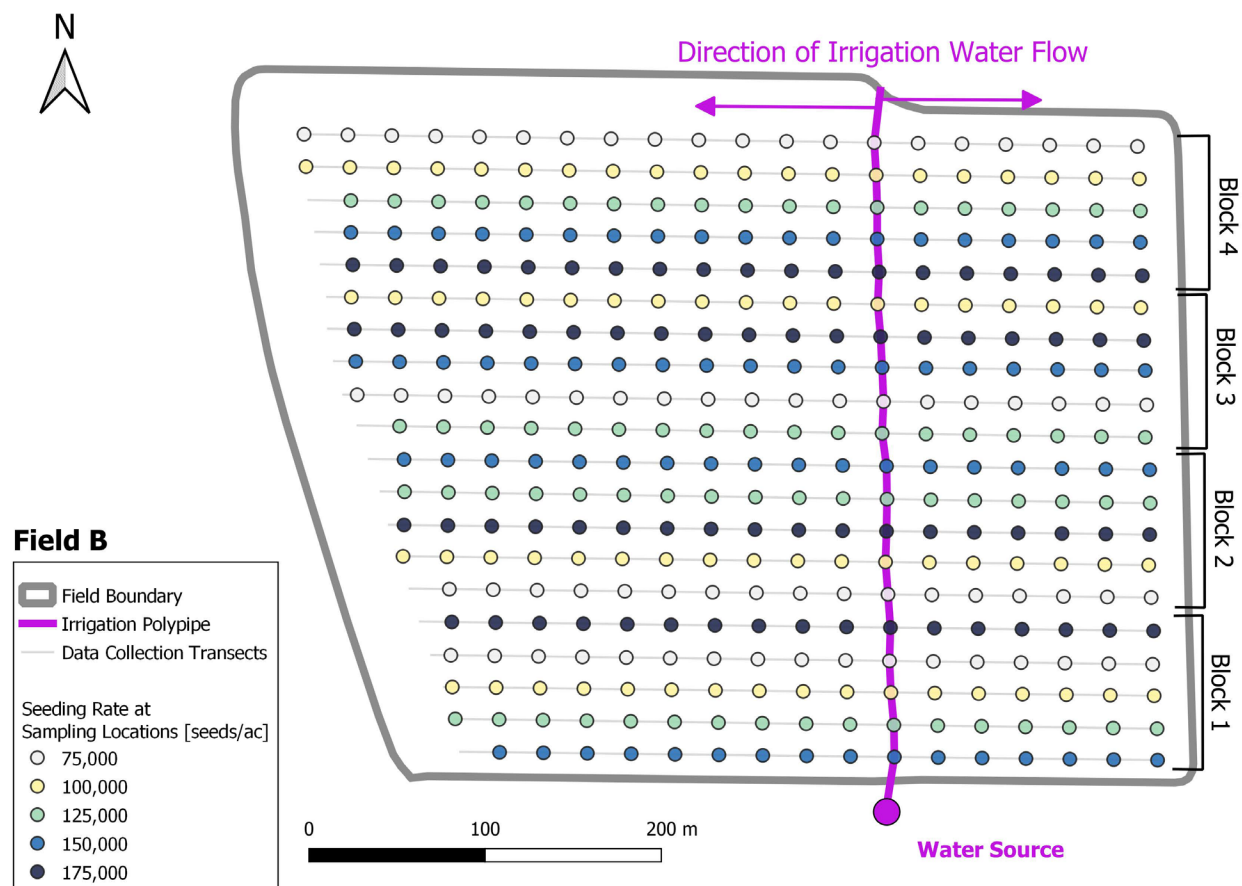 N
Direction of Irrigation Water Flow
Block 4
Block 3
Block 2
Block 1
Field B
Field Boundary
Irrigation Polypipe
Data Collection Transects
Seeding Rate at
Sampling Locations [seeds/ac]
75,000
100,000
125,000
150,000
175,000
0 100 200 m
Water Source